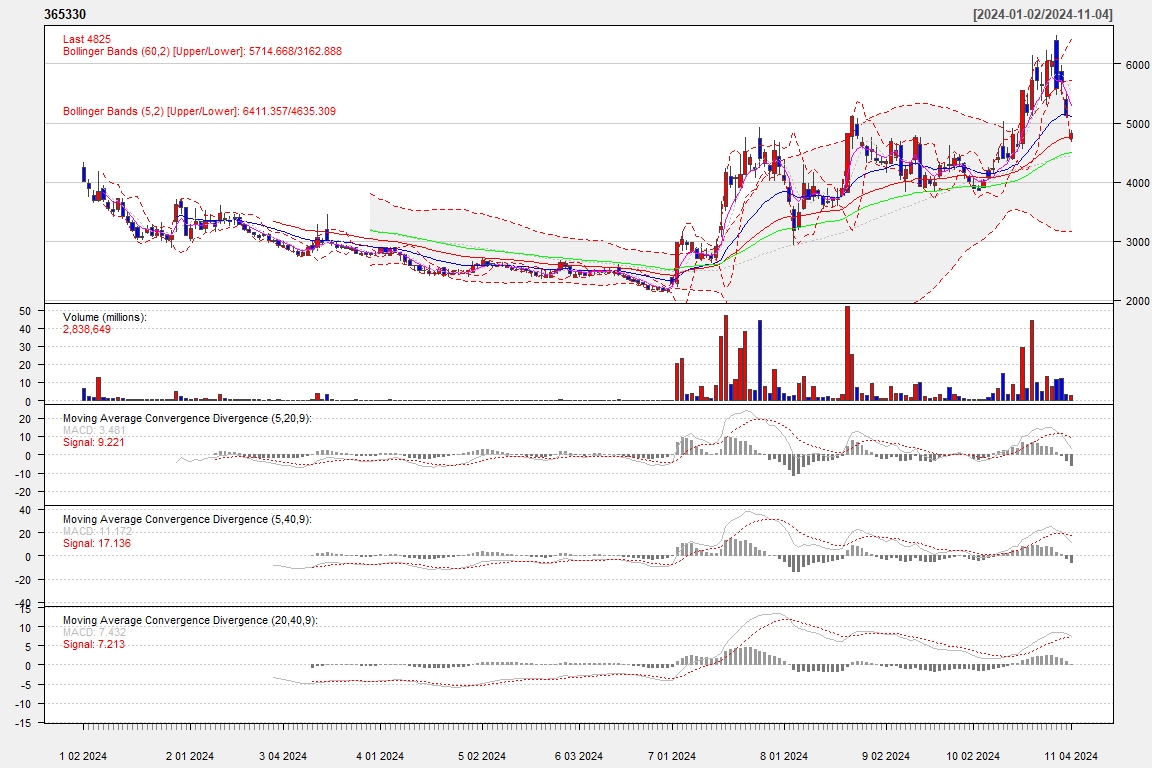 365330 [2024-01-02/2024-11-04]
Last 4825
Bollinger Bands (60,2) [Upper/Lower]: 5714.668/3162.888
Bollinger Bands (5,2) [Upper/Lower]: 6411.357/4635.309
6000
5000
4000
3000
2000
Volume (millions):
2,838,649
50
40
30
20
10
0
Moving Average Convergence Divergence (5,20,9):
MACD: 3.481
Signal: 9.221
20
10
0
-10
-20
Moving Average Convergence Divergence (5,40,9):
MACD: 11.172
Signal: 17.136
40
20
0
-20
-40
Moving Average Convergence Divergence (20,40,9):
MACD: 7.432
Signal: 7.213
15
10
5
0
-5
-10
-15
1 02 2024 2 01 2024 3 04 2024 4 01 2024 5 02 2024 6 03 2024 7 01 2024 8 01 2024 9 02 2024 10 02 2024 11 04 2024